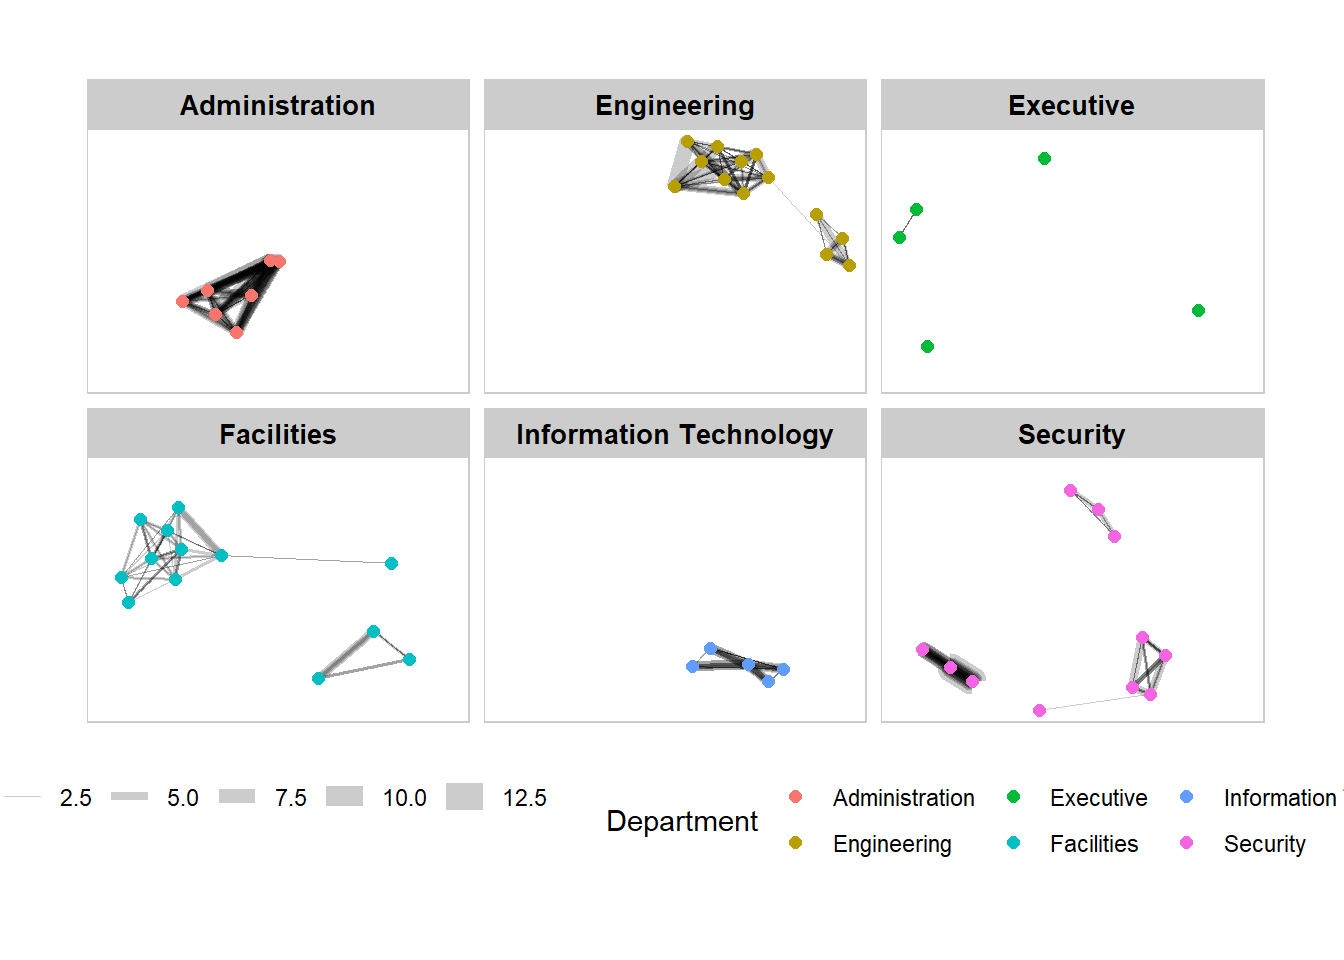 Administration
Engineering
Executive
Facilities
Information Technology
Security
2.5 5.0 7.5 10.0 12.5
Department
Administration Executive Information
Engineering Facilities Security